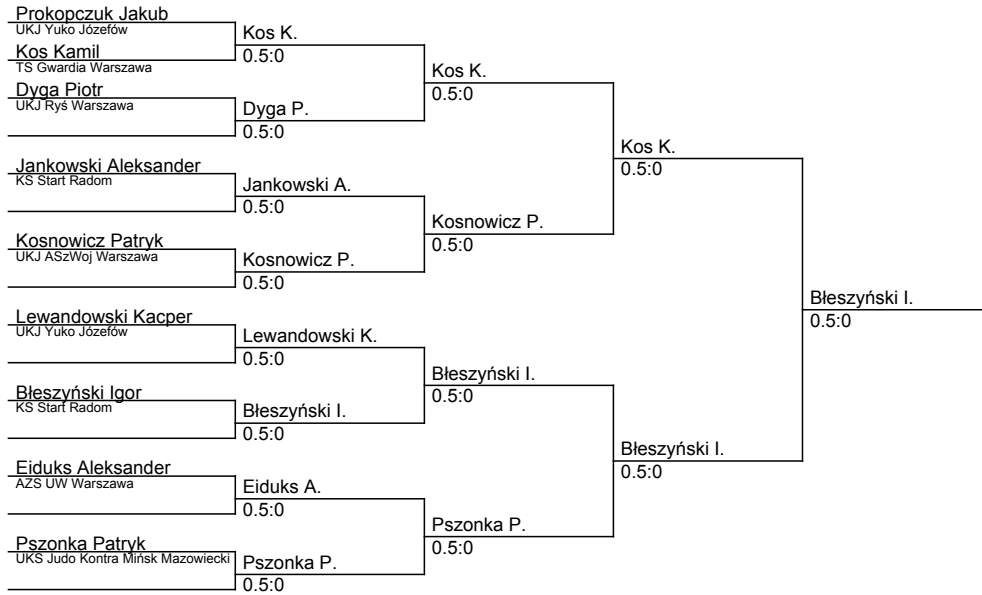 Prokopczuk Jakub
UKJ Yuko Józefów
Kos Kamil
TS Gwardia Warszawa
Dyga Piotr
UKJ Ryś Warszawa
Jankowski Aleksander
KS Start Radom
Kosnowicz Patryk
UKJ ASzWoj Warszawa
Lewandowski Kacper
UKJ Yuko Józefów
Błeszyński Igor
KS Start Radom
Eiduks Aleksander
AZS UW Warszawa
Pszonka Patryk
UKS Judo Kontra Mińsk Mazowiecki
Kos K.
0.5:0
Dyga P.
0.5:0
Jankowski A.
0.5:0
Kosnowicz P.
0.5:0
Lewandowski K.
0.5:0
Błeszyński I.
0.5:0
Eiduks A.
0.5:0
Pszonka P.
0.5:0
Kos K.
0.5:0
Kosnowicz P.
0.5:0
Błeszyński I.
0.5:0
Pszonka P.
0.5:0
Kos K.
0.5:0
Błeszyński I.
0.5:0
Błeszyński I.
0.5:0